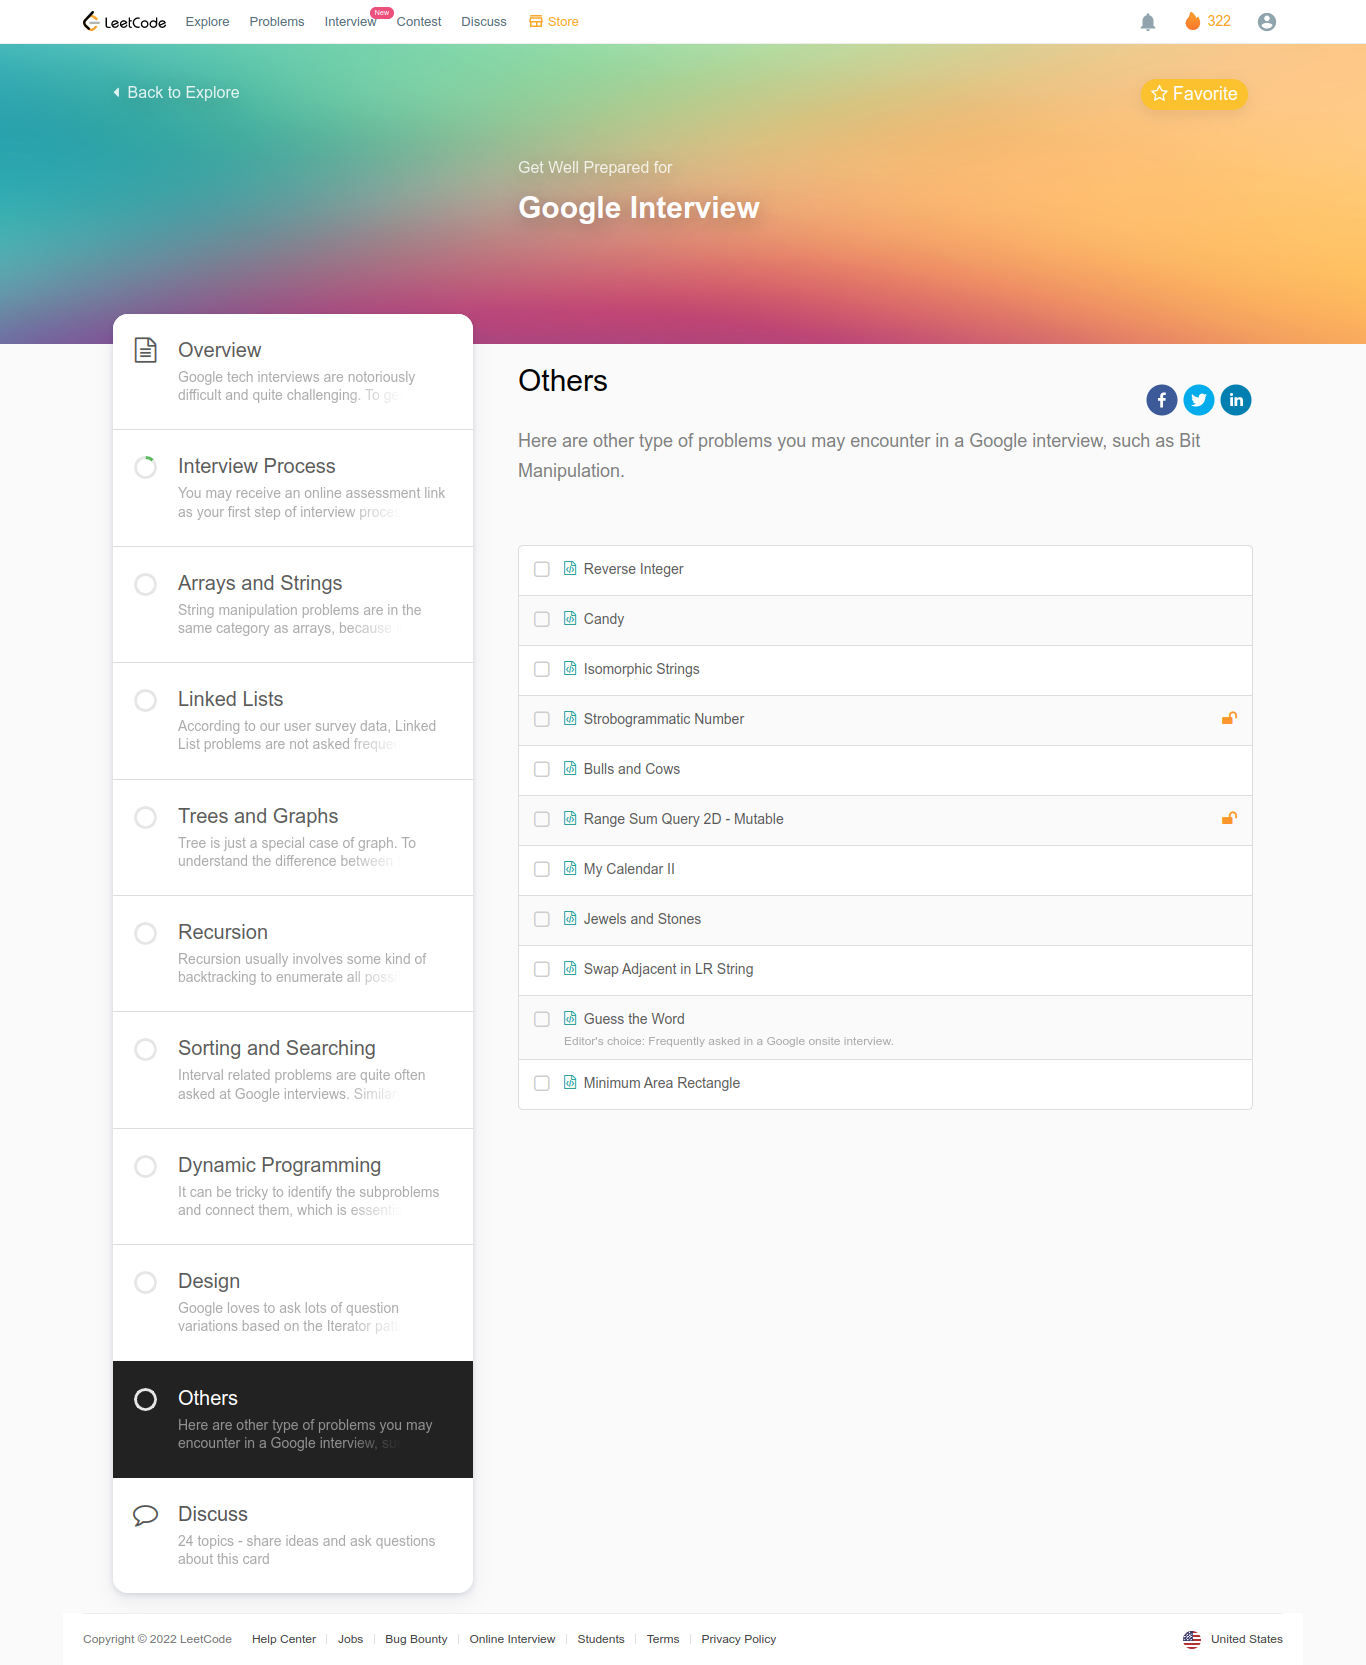 LeetCode Explore Problems Interview New Contest Discuss Store 322
Back to Explore
Favorite
Get Well Prepared for
Google Interview
Overview
Google tech interviews are notoriously
difficult and quite challenging. To ge
Interview Process
You may receive an online assessment link
as your first step of interview proce
Arrays and Strings
String manipulation problems are in the
same category as arrays, because
Linked Lists
According to our user survey data, Linked
List problems are not asked freque
Trees and Graphs
Tree is just a special case of graph. To
understand the difference between
Recursion
Recursion usually involves some kind of
backtracking to enumerate all poss
Sorting and Searching
Interval related problems are quite often
asked at Google interviews. Similar
Dynamic Programming
It can be tricky to identify the subproblems
and connect them, which is essenti
Design
Google loves to ask lots of question
variations based on the Iterator pat
Others
Here are other type of problems you may
encounter in a Google interview, su
Discuss
24 topics - share ideas and ask questions
about this card
Others
Here are other type of problems you may encounter in a Google interview, such as Bit
Manipulation.
Reverse Integer
Candy
Isomorphic Strings
Strobogrammatic Number
Bulls and Cows
Range Sum Query 2D - Mutable
My Calendar II
Jewels and Stones
Swap Adjacent in LR String
Guess the Word
Editor's choice: Frequently asked in a Google onsite interview.
Minimum Area Rectangle
Copyright © 2022 LeetCode Help Center Jobs Bug Bounty Online Interview Students Terms Privacy Policy United States